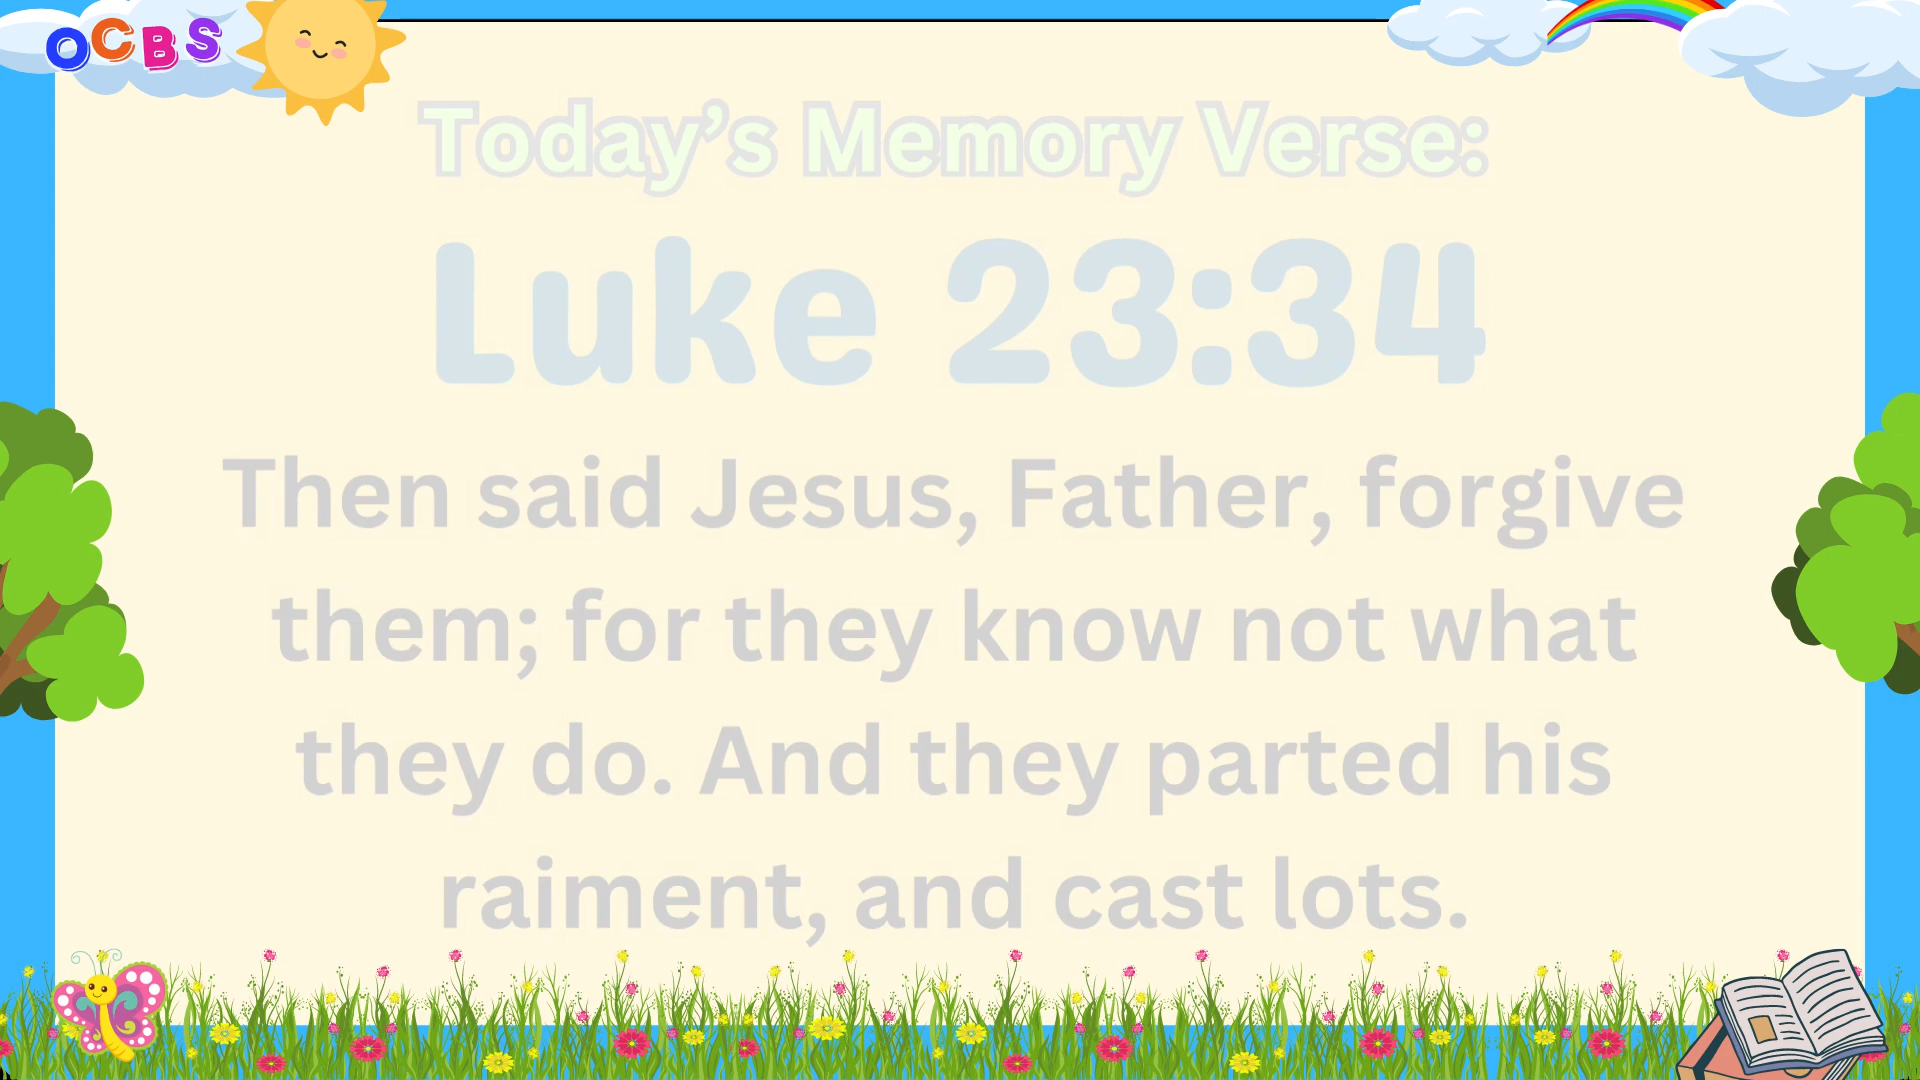 OCBS
Today’s Memory Verse:
Luke 23:34
Then said Jesus, Father, forgive
them; for they know not what
they do. And they parted his
raiment, and cast lots.